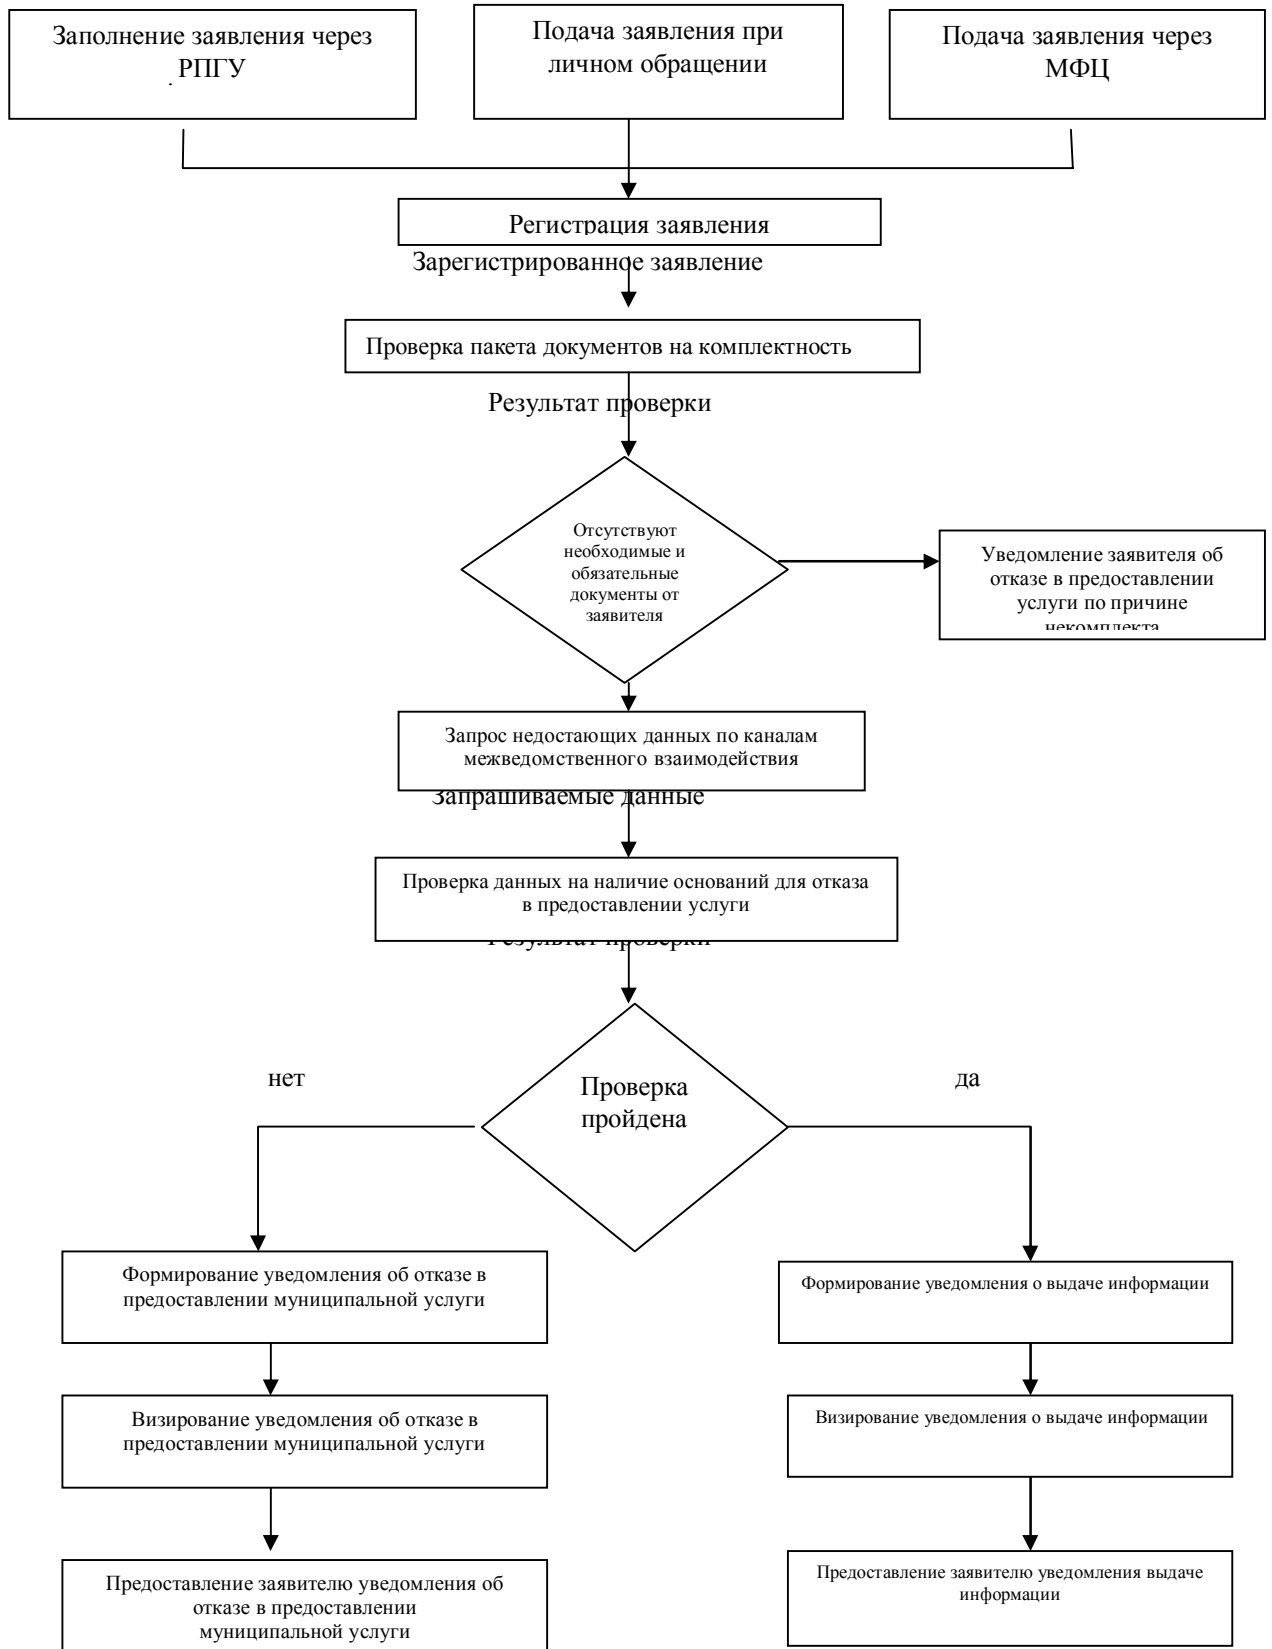 Заполнение заявления через
РПГУ
Подача заявления при
личном обращении
Подача заявления через
МФЦ
Регистрация заявления
Зарегистрированное заявление
Проверка пакета документов на комплектность
Результат проверки
Отсутствуют
необходимые и
обязательные
документы от
заявителя
Уведомление заявителя об
отказе в предоставлении
услуги по причине
некомплекта
Запрос недостающих данных по каналам
межведомственного взаимодействия
Запрашиваемые данные
Проверка данных на наличие оснований для отказа
в предоставлении услуги
Результат проверки
Проверка
пройдена
нет
да
Формирование уведомления об отказе в
предоставлении муниципальной услуги
Формирование уведомления о выдаче информации
Визирование уведомления об отказе в
предоставлении муниципальной услуги
Визирование уведомления о выдаче информации
Предоставление заявителю уведомления об
отказе в предоставлении
муниципальной услуги
Предоставление заявителю уведомления выдаче
информации